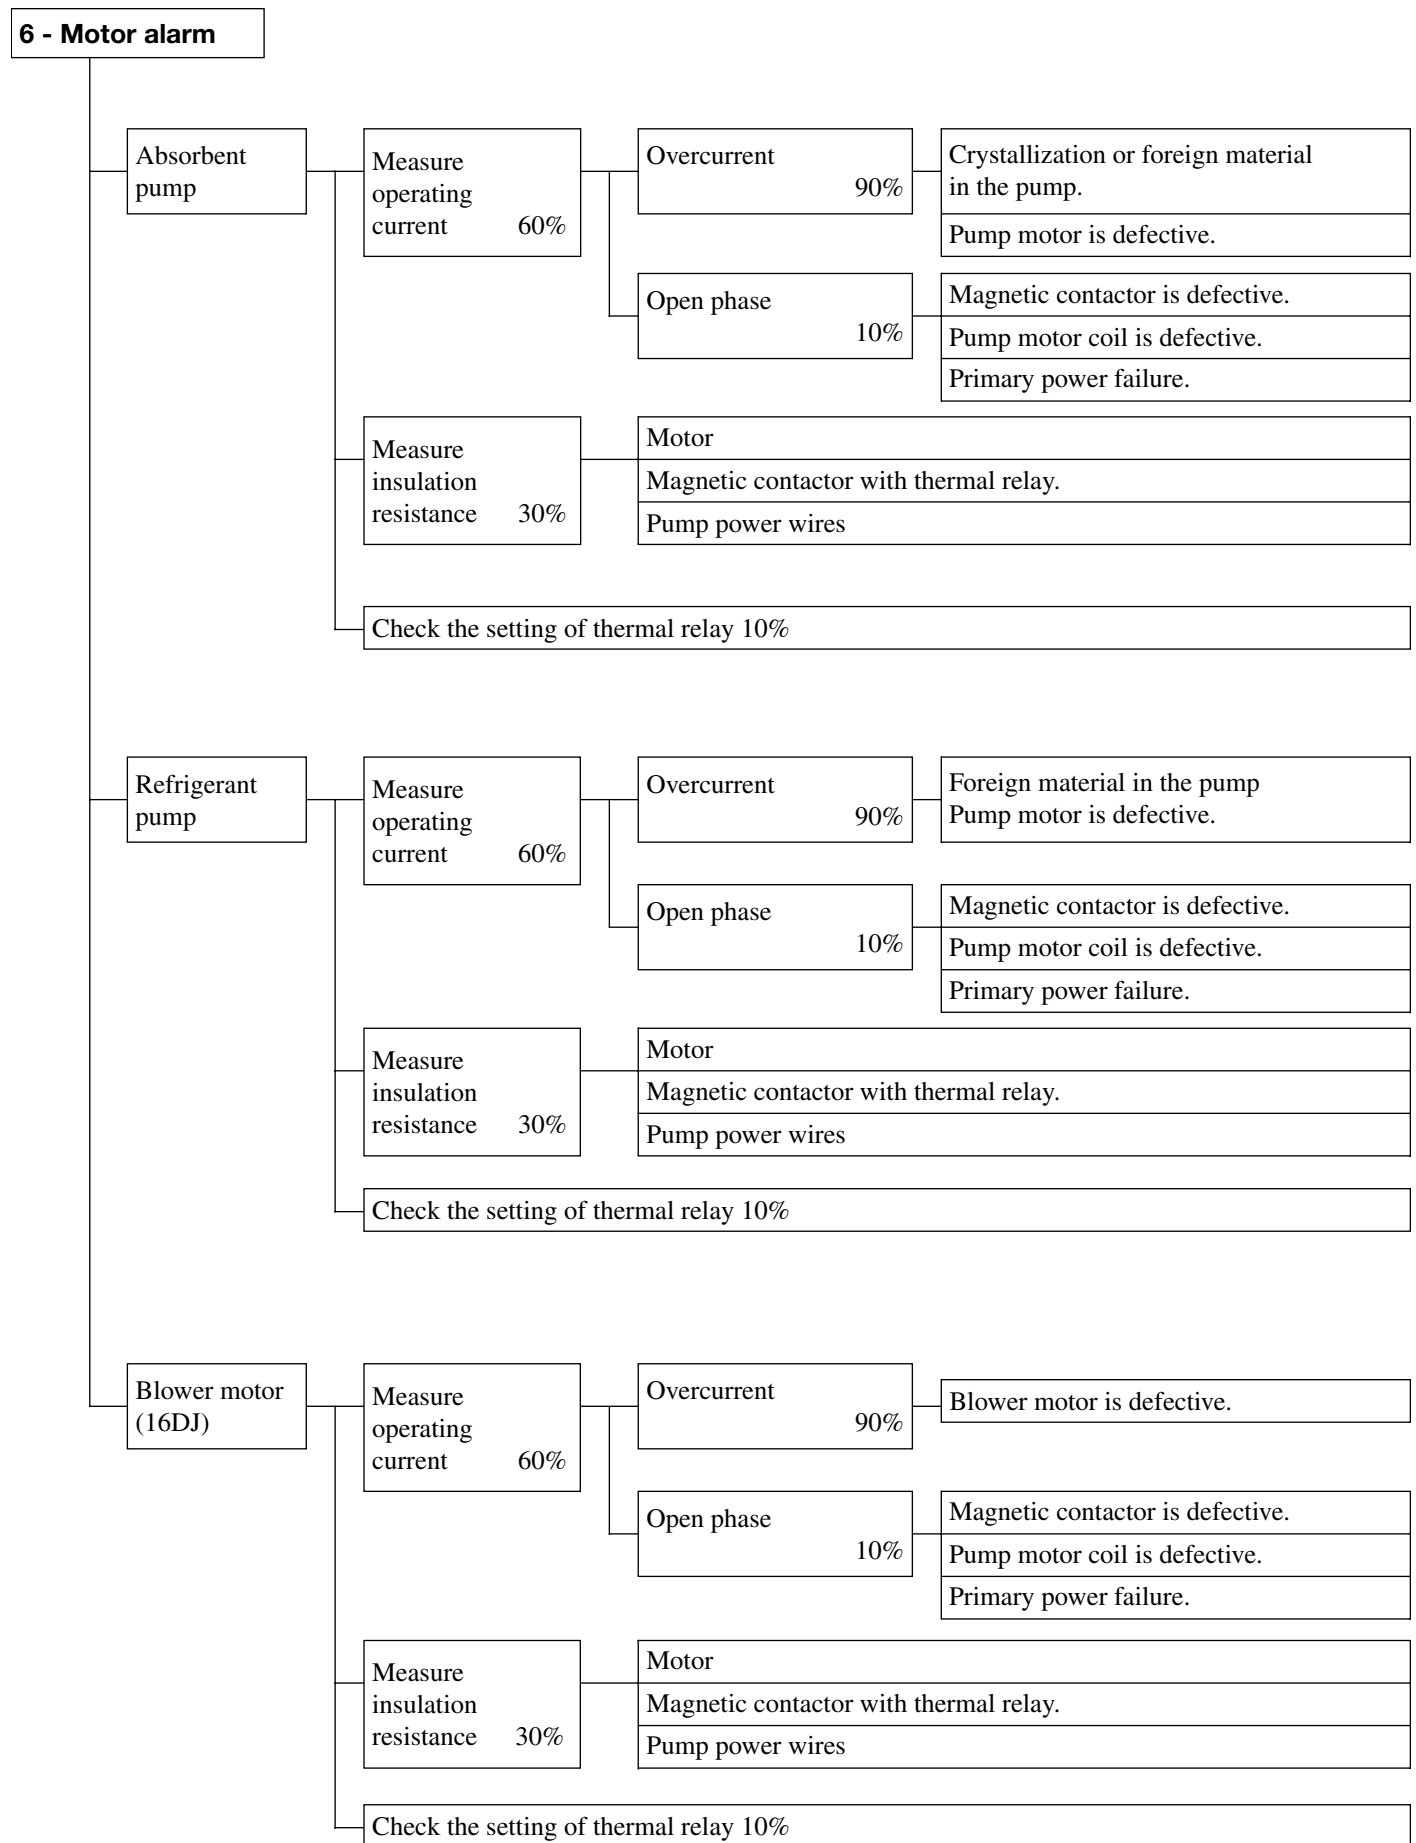 6 - Motor alarm
Absorbent
pump
Measure
operating
current 60%
Overcurrent
90%
Crystallization or foreign material
in the pump.
Pump motor is defective.
Open phase
10%
Magnetic contactor is defective.
Pump motor coil is defective.
Primary power failure.
Measure
insulation
resistance 30%
Motor
Magnetic contactor with thermal relay.
Pump power wires
Check the setting of thermal relay 10%
Refrigerant
pump
Measure
operating
current 60%
Overcurrent
90%
Foreign material in the pump
Pump motor is defective.
Open phase
10%
Magnetic contactor is defective.
Pump motor coil is defective.
Primary power failure.
Measure
insulation
resistance 30%
Motor
Magnetic contactor with thermal relay.
Pump power wires
Check the setting of thermal relay 10%
Blower motor
(16DJ)
Measure
operating
current 60%
Overcurrent
90%
Blower motor is defective.
Open phase
10%
Magnetic contactor is defective.
Pump motor coil is defective.
Primary power failure.
Measure
insulation
resistance 30%
Motor
Magnetic contactor with thermal relay.
Pump power wires
Check the setting of thermal relay 10%